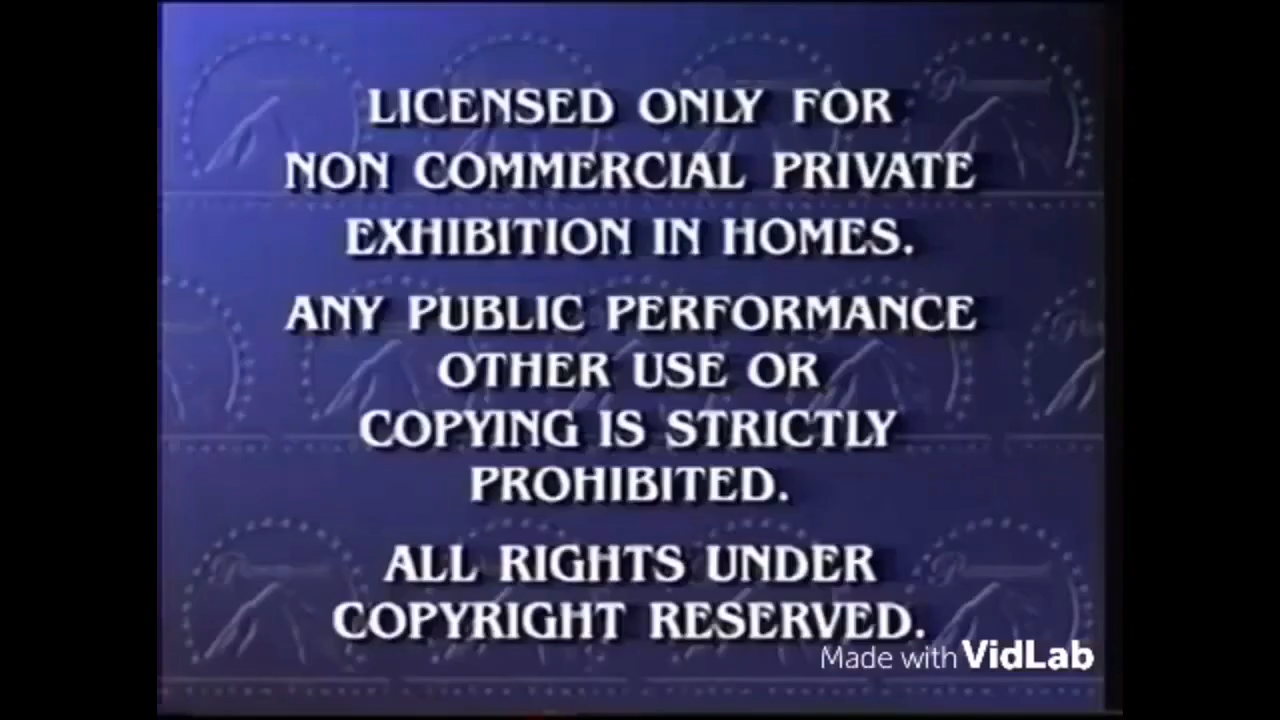 LICENSED ONLY FOR
NON COMMERCIAL PRIVATE
EXHIBITION IN HOMES.
ANY PUBLIC PERFORMANCE
OTHER USE OR
COPYING IS STRICTLY
PROHIBITED.
ALL RIGHTS UNDER
COPYRIGHT RESERVED.
Made with VidLab